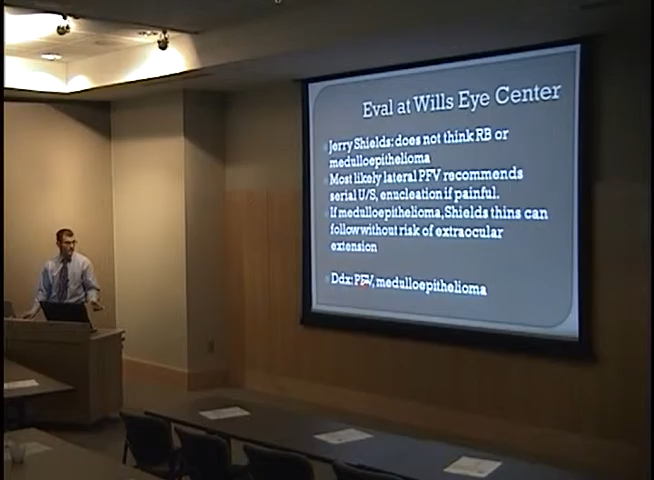 Eval at Wills Eye Center
Jerry Shields: does not think RB or
medulloepithelioma
Most likely lateral PFV recommends
serial U/S, enucleation if painful.
If medulloepithelioma, Shields thins can
follow without risk of extraocular
extension
Ddx: PFV, medulloepithelioma